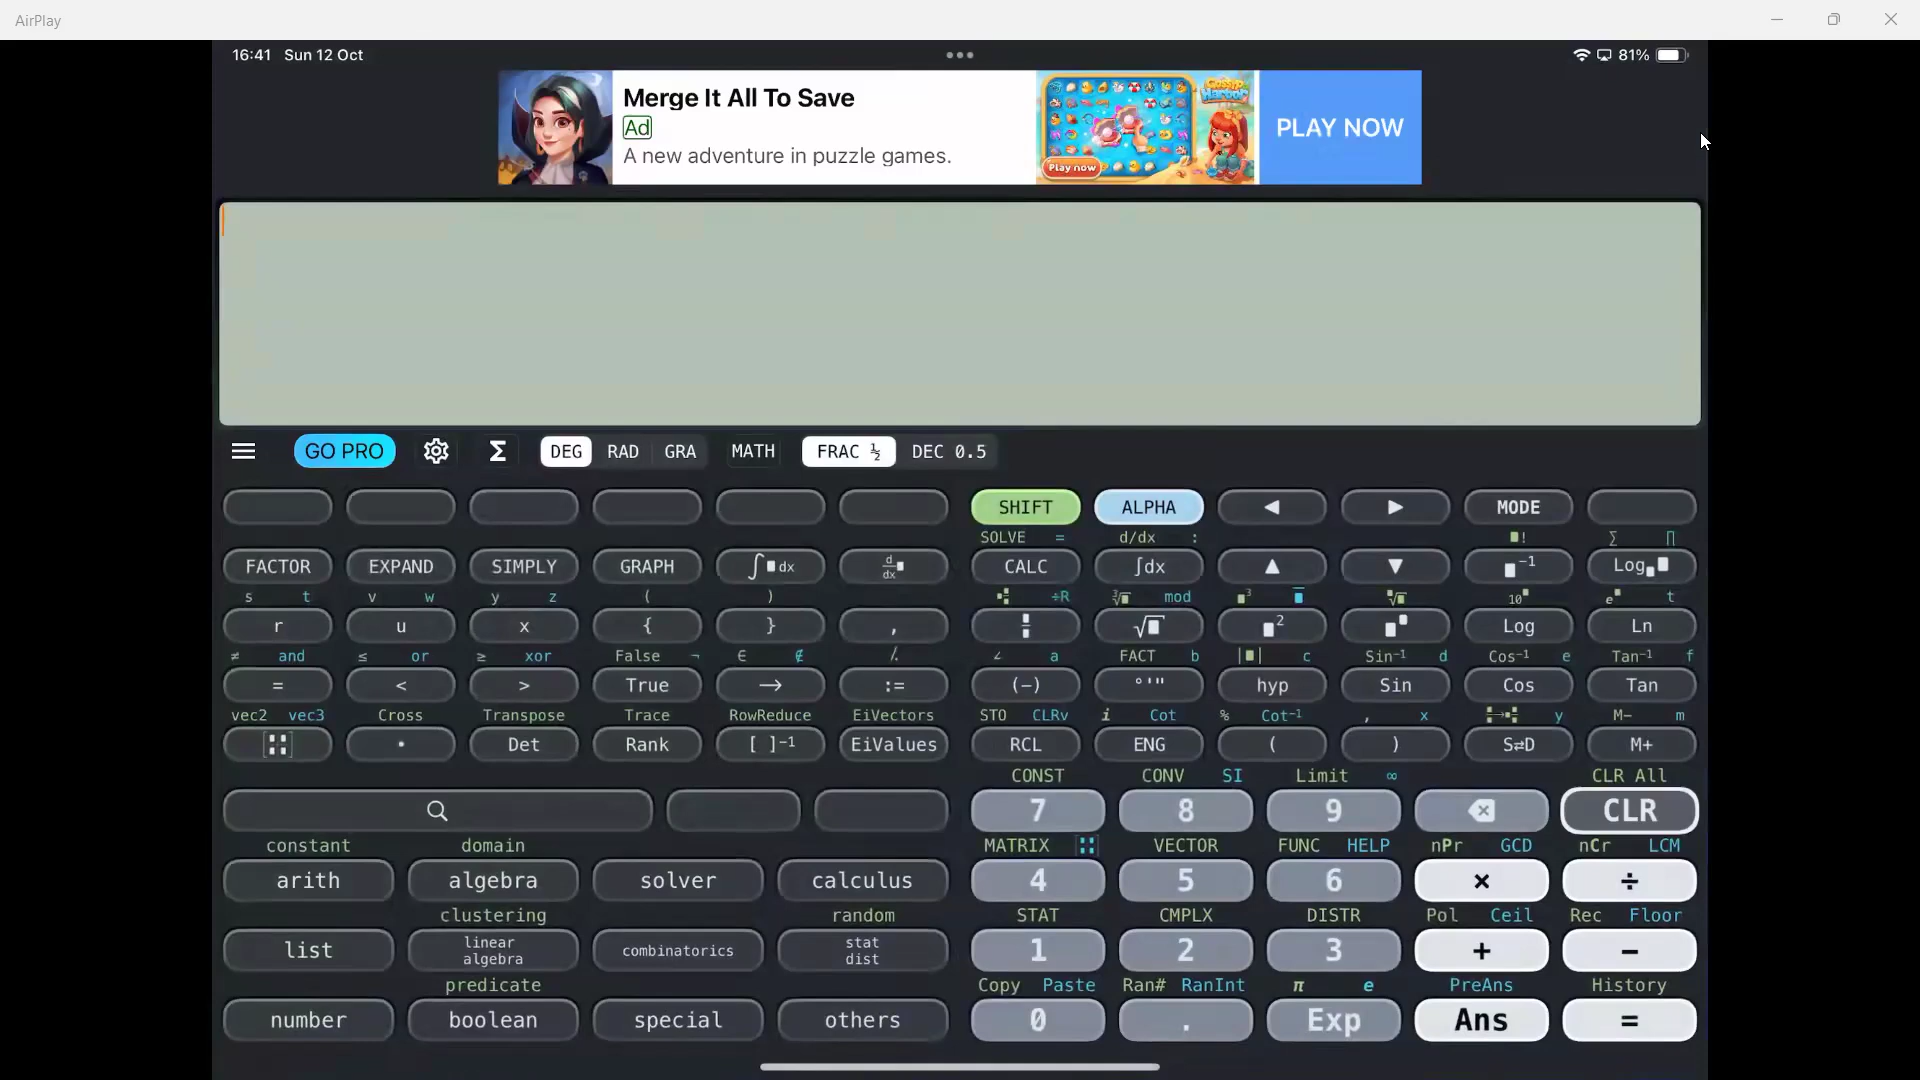 AirPlay
16:41 Sun 12 Oct
81%
Merge It All To Save
Ad
A new adventure in puzzle games.
Play now
PLAY NOW
GO PRO Σ DEG RAD GRA MATH FRAC ½ DEC 0.5
SHIFT ALPHA ◀ ▶ MODE
SOLVE = d/dx : ■! ∑ ∏
FACTOR EXPAND SIMPLY GRAPH ∫■dx d/dx■ CALC ∫dx ▲ ▼ ■⁻¹ Log■■
s t v w y z ( ) ÷R ∛■ mod ■³ 10■ e■ t
r u x { } , √■ ■² ■■ Log Ln
≠ and ≤ or ≥ xor False ¬ ∈ ∉ /. ∠ a FACT b |■| c Sin⁻¹ d Cos⁻¹ e Tan⁻¹ f
= < > True → := (−) °'" hyp Sin Cos Tan
vec2 vec3 Cross Transpose Trace RowReduce EiVectors STO CLRv i Cot % Cot⁻¹ , x y M− m
• Det Rank [ ]⁻¹ EiValues RCL ENG ( ) S⇄D M+
CONST CONV SI Limit ∞ CLR All
7 8 9 CLR
constant domain MATRIX VECTOR FUNC HELP nPr GCD nCr LCM
arith algebra solver calculus 4 5 6 × ÷
clustering random STAT CMPLX DISTR Pol Ceil Rec Floor
list linear algebra combinatorics stat dist 1 2 3 + −
predicate Copy Paste Ran# RanInt π e PreAns History
number boolean special others 0 . Exp Ans =